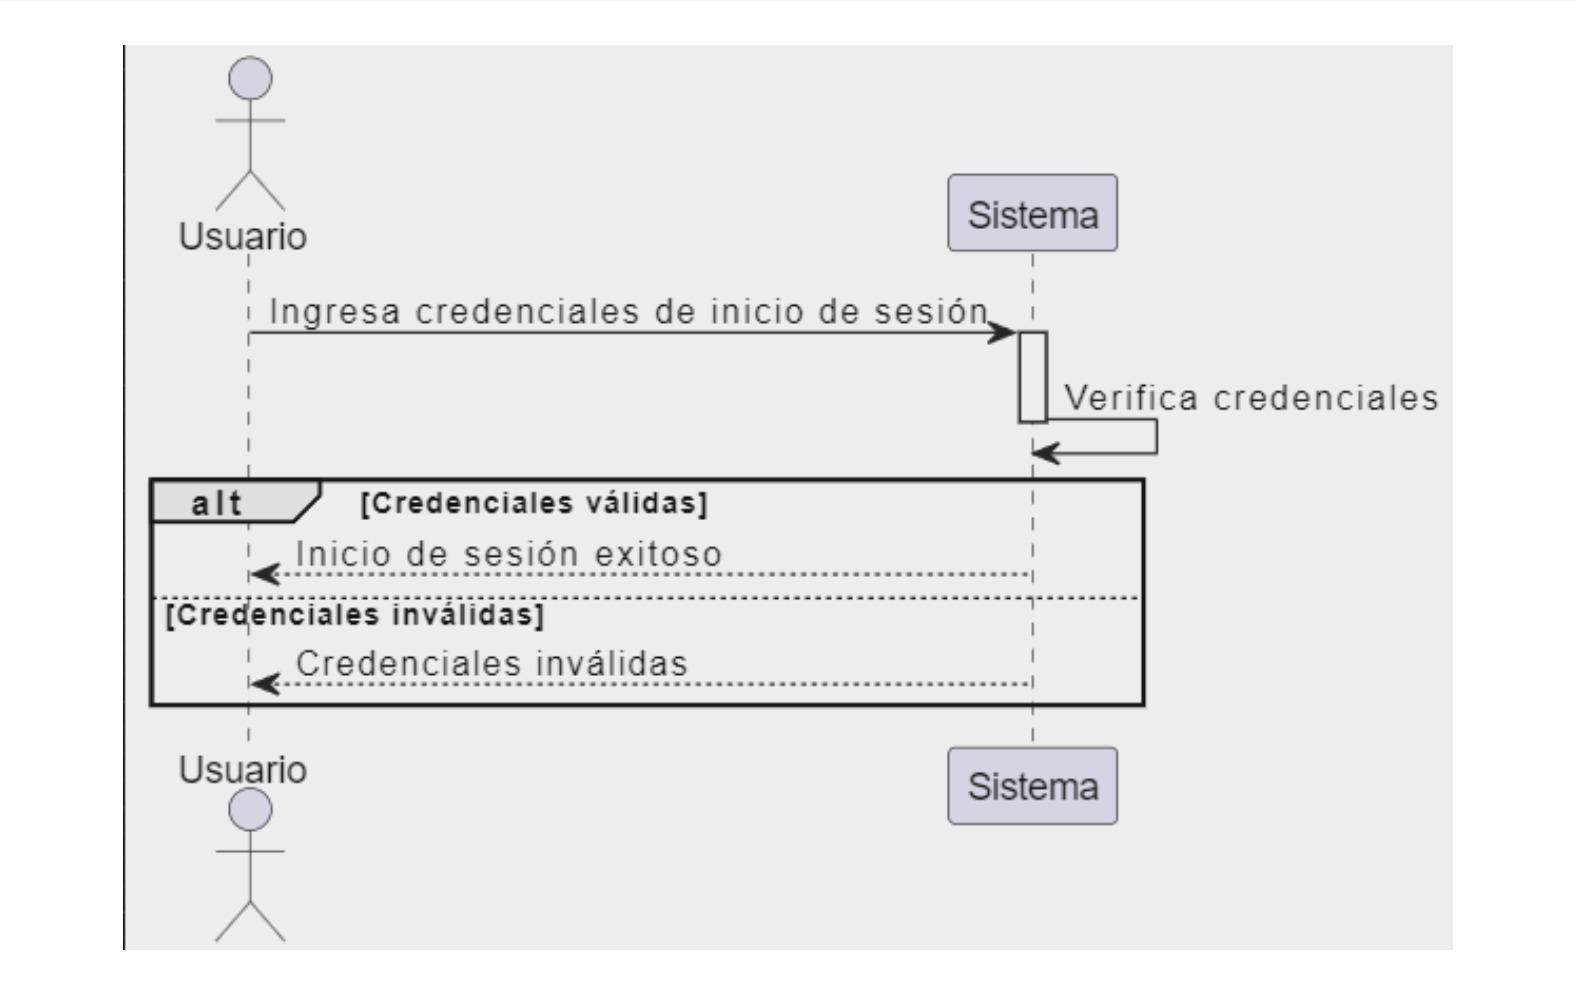 Usuario
Sistema
Ingresa credenciales de inicio de sesión
Verifica credenciales
alt
[Credenciales válidas]
Inicio de sesión exitoso
[Credenciales inválidas]
Credenciales inválidas
Usuario
Sistema